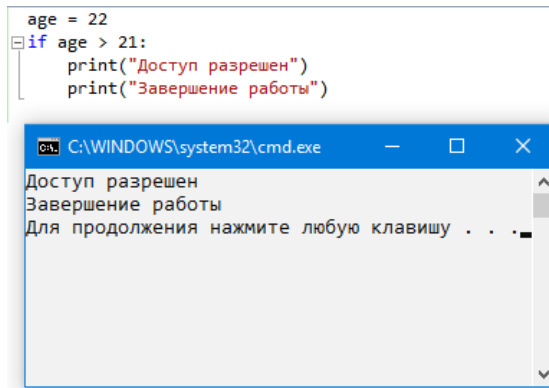 age = 22
if age > 21:
    print("Доступ разрешен")
    print("Завершение работы")
C:\WINDOWS\system32\cmd.exe
Доступ разрешен
Завершение работы
Для продолжения нажмите любую клавишу . . .